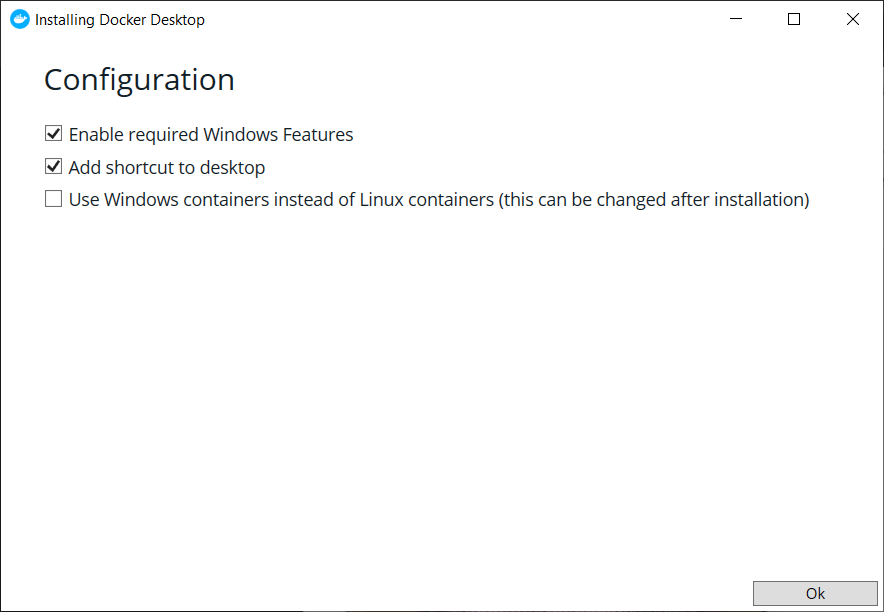 Installing Docker Desktop
Configuration
Enable required Windows Features
Add shortcut to desktop
Use Windows containers instead of Linux containers (this can be changed after installation)
Ok